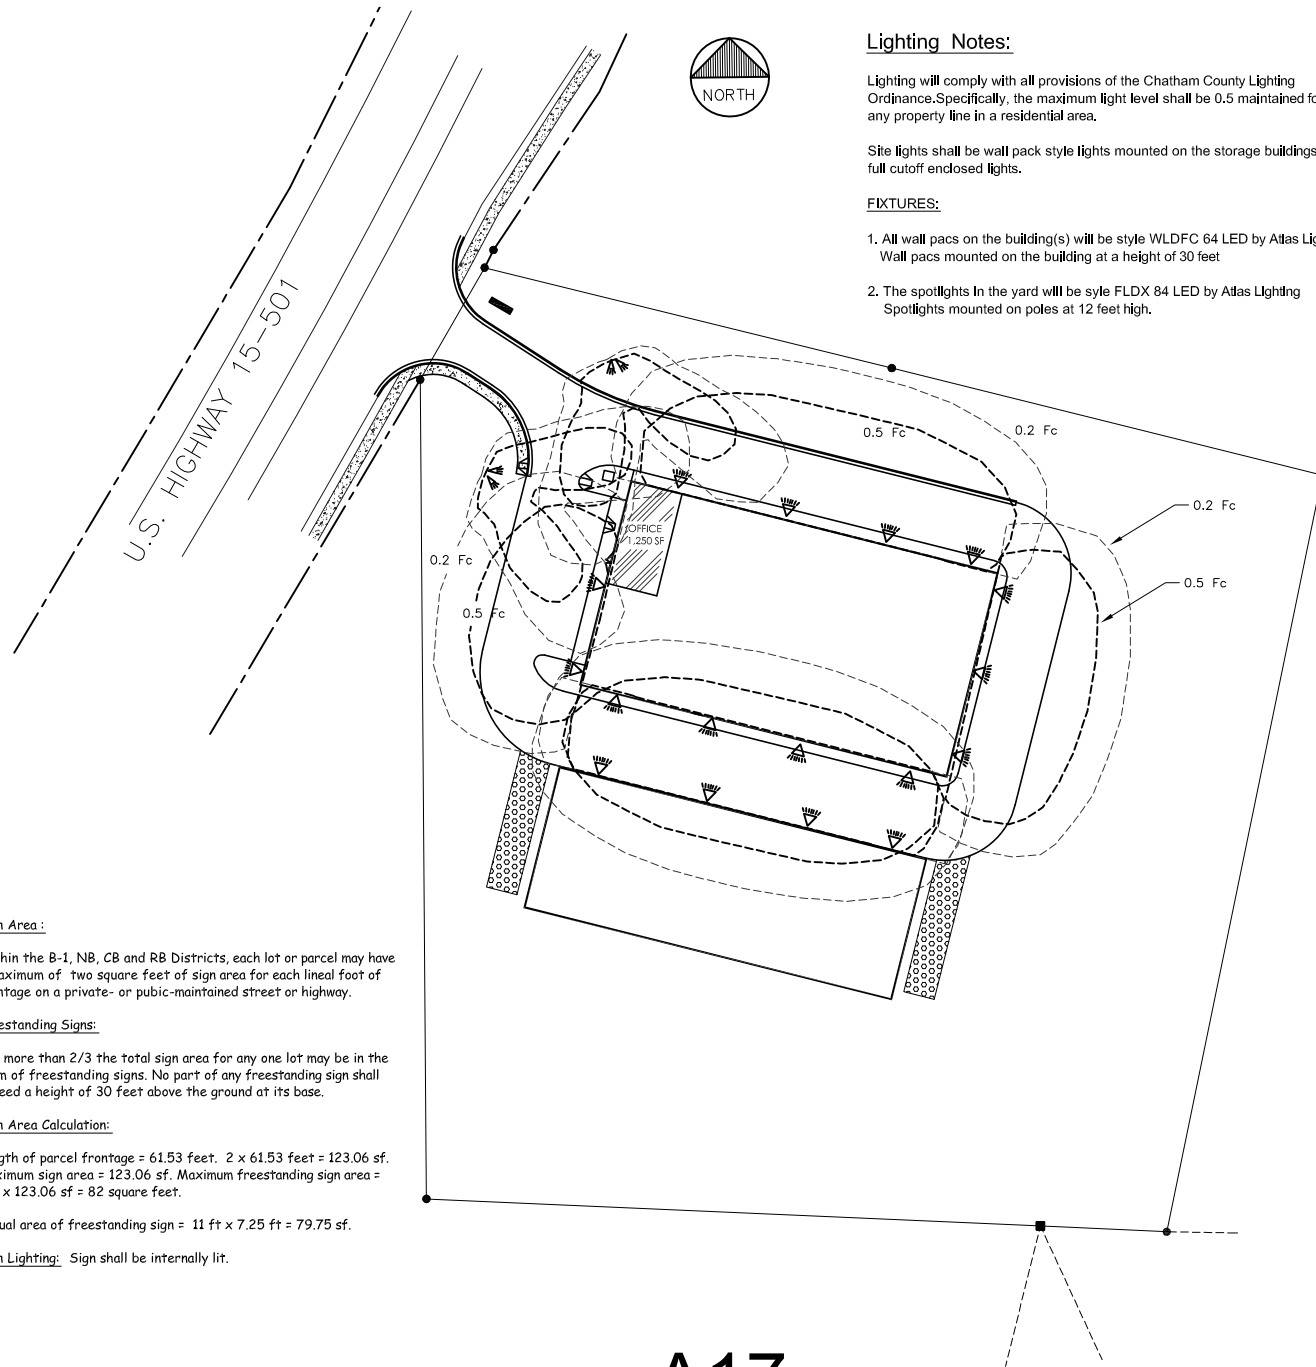 Lighting Notes:
Lighting will comply with all provisions of the Chatham County Lighting
Ordinance.Specifically, the maximum light level shall be 0.5 maintained
any property line in a residential area.
Site lights shall be wall pack style lights mounted on the storage buildings
full cutoff enclosed lights.
FIXTURES:
1. All wall pacs on the building(s) will be style WLDFC 64 LED by Atlas
Wall pacs mounted on the building at a height of 30 feet
2. The spotlights in the yard will be syle FLDX 84 LED by Atlas Lighting
Spotlights mounted on poles at 12 feet high.
NORTH
U.S. HIGHWAY 15-501
0.5 Fc
0.2 Fc
0.2 Fc
0.5 Fc
OFFICE
1,250 SF
0.2 Fc
0.5 Fc
Area :
the B-1, NB, CB and RB Districts, each lot or parcel may have
of two square feet of sign area for each lineal foot of
on a private- or pubic-maintained street or highway.
Signs:
more than 2/3 the total sign area for any one lot may be in the
of freestanding signs. No part of any freestanding sign shall
a height of 30 feet above the ground at its base.
Area Calculation:
of parcel frontage = 61.53 feet. 2 x 61.53 feet = 123.06 sf.
sign area = 123.06 sf. Maximum freestanding sign area =
x 123.06 sf = 82 square feet.
area of freestanding sign = 11 ft x 7.25 ft = 79.75 sf.
Lighting: Sign shall be internally lit.
A17